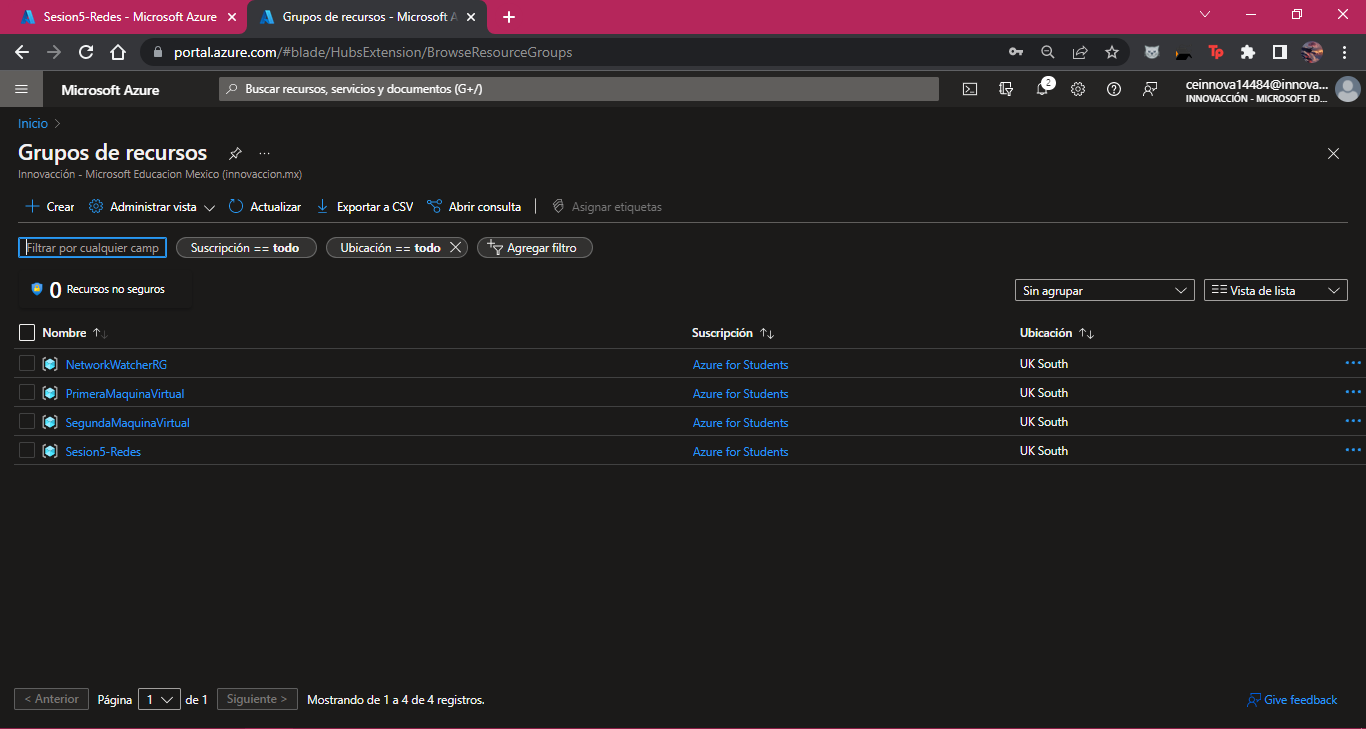 Sesion5-Redes - Microsoft Azure
Grupos de recursos - Microsoft A
portal.azure.com/#blade/HubsExtension/BrowseResourceGroups
Tp
Microsoft Azure
Buscar recursos, servicios y documentos (G+/)
2
ceinnova14484@innova...
INNOVACCIÓN - MICROSOFT ED...
Inicio
Grupos de recursos
Innovacción - Microsoft Educacion Mexico (innovaccion.mx)
Crear
Administrar vista
Actualizar
Exportar a CSV
Abrir consulta
Asignar etiquetas
Filtrar por cualquier camp
Suscripción == todo
Ubicación == todo
Agregar filtro
0 Recursos no seguros
Sin agrupar
Vista de lista
Nombre Suscripción Ubicación
NetworkWatcherRG Azure for Students UK South
PrimeraMaquinaVirtual Azure for Students UK South
SegundaMaquinaVirtual Azure for Students UK South
Sesion5-Redes Azure for Students UK South
< Anterior Página 1 de 1 Siguiente > Mostrando de 1 a 4 de 4 registros.
Give feedback